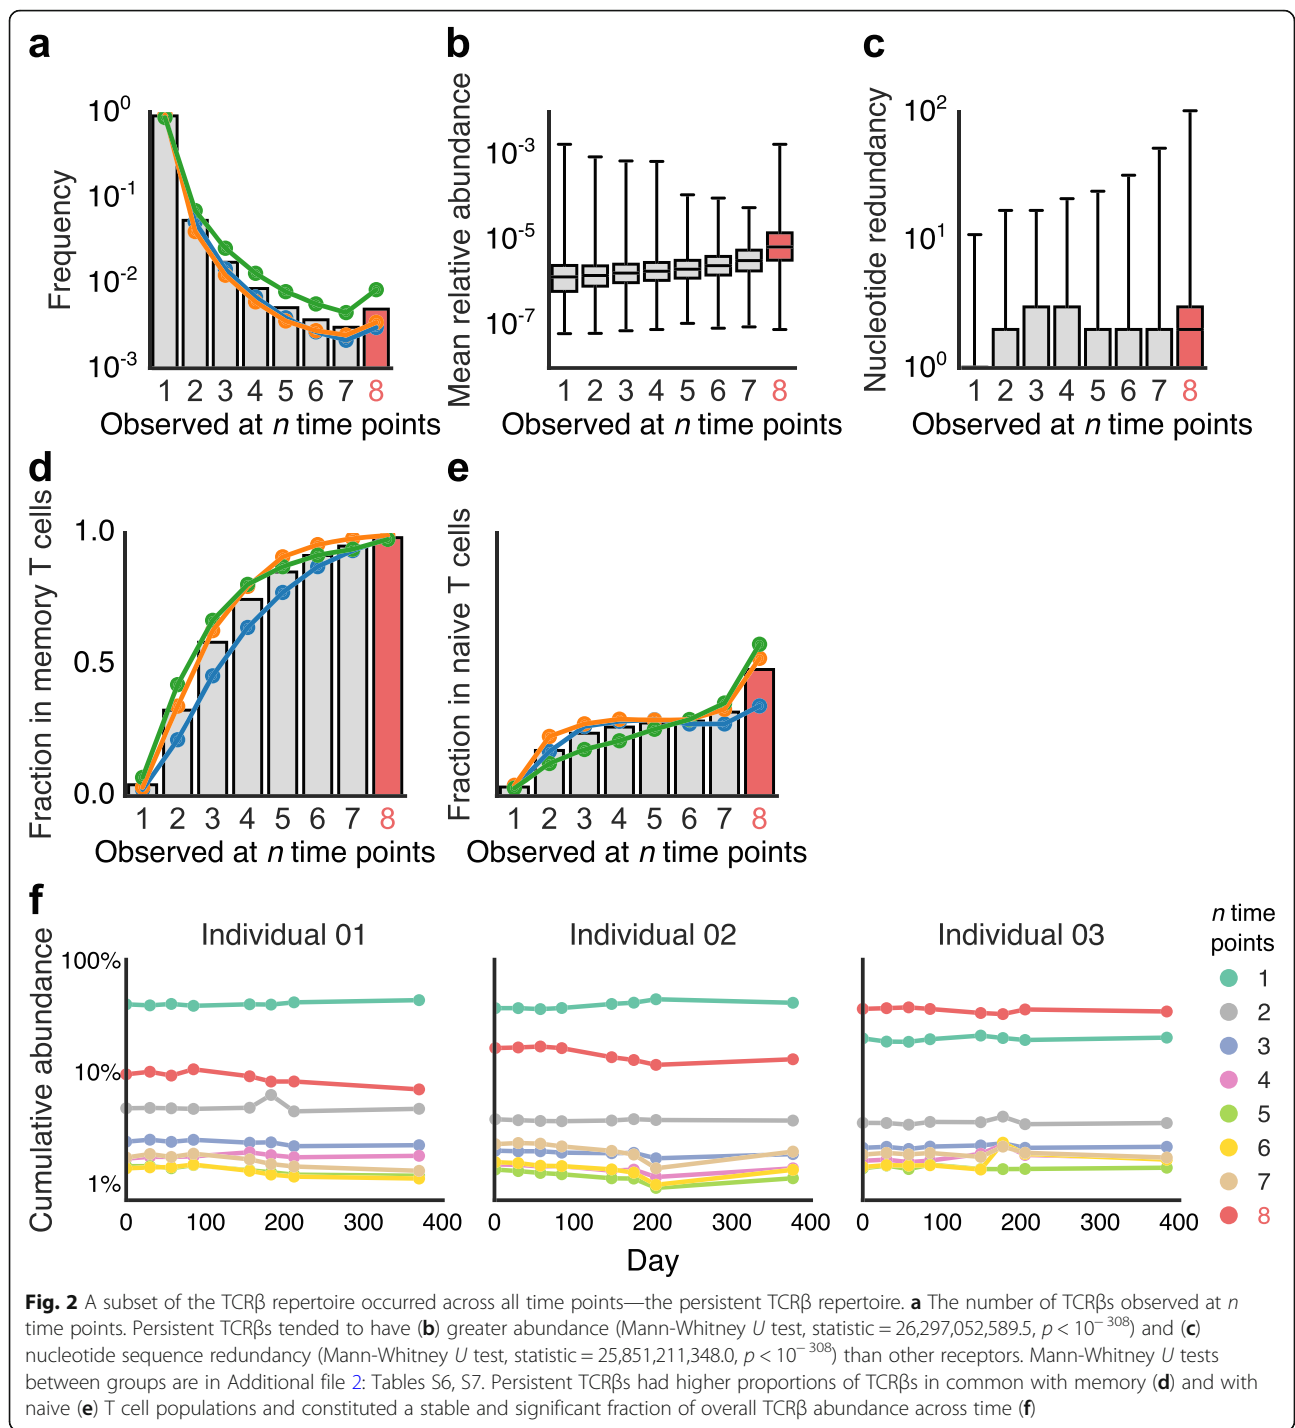 a
Frequency
10^0
10^-1
10^-2
10^-3
1 2 3 4 5 6 7 8
Observed at n time points
b
Mean relative abundance
10^-3
10^-5
10^-7
1 2 3 4 5 6 7 8
Observed at n time points
c
Nucleotide redundancy
10^2
10^1
10^0
1 2 3 4 5 6 7 8
Observed at n time points
d
Fraction in memory T cells
1.0
0.5
0.0
1 2 3 4 5 6 7 8
Observed at n time points
e
Fraction in naive T cells
1 2 3 4 5 6 7 8
Observed at n time points
f
Cumulative abundance
Individual 01
Individual 02
Individual 03
100%
10%
1%
0 100 200 300 400
0 100 200 300 400
0 100 200 300 400
Day
n time
points
1
2
3
4
5
6
7
8
Fig. 2 A subset of the TCRβ repertoire occurred across all time points—the persistent TCRβ repertoire. a The number of TCRβs observed at n
time points. Persistent TCRβs tended to have (b) greater abundance (Mann-Whitney U test, statistic = 26,297,052,589.5, p < 10^−308) and (c)
nucleotide sequence redundancy (Mann-Whitney U test, statistic = 25,851,211,348.0, p < 10^−308) than other receptors. Mann-Whitney U tests
between groups are in Additional file 2: Tables S6, S7. Persistent TCRβs had higher proportions of TCRβs in common with memory (d) and with
naive (e) T cell populations and constituted a stable and significant fraction of overall TCRβ abundance across time (f)